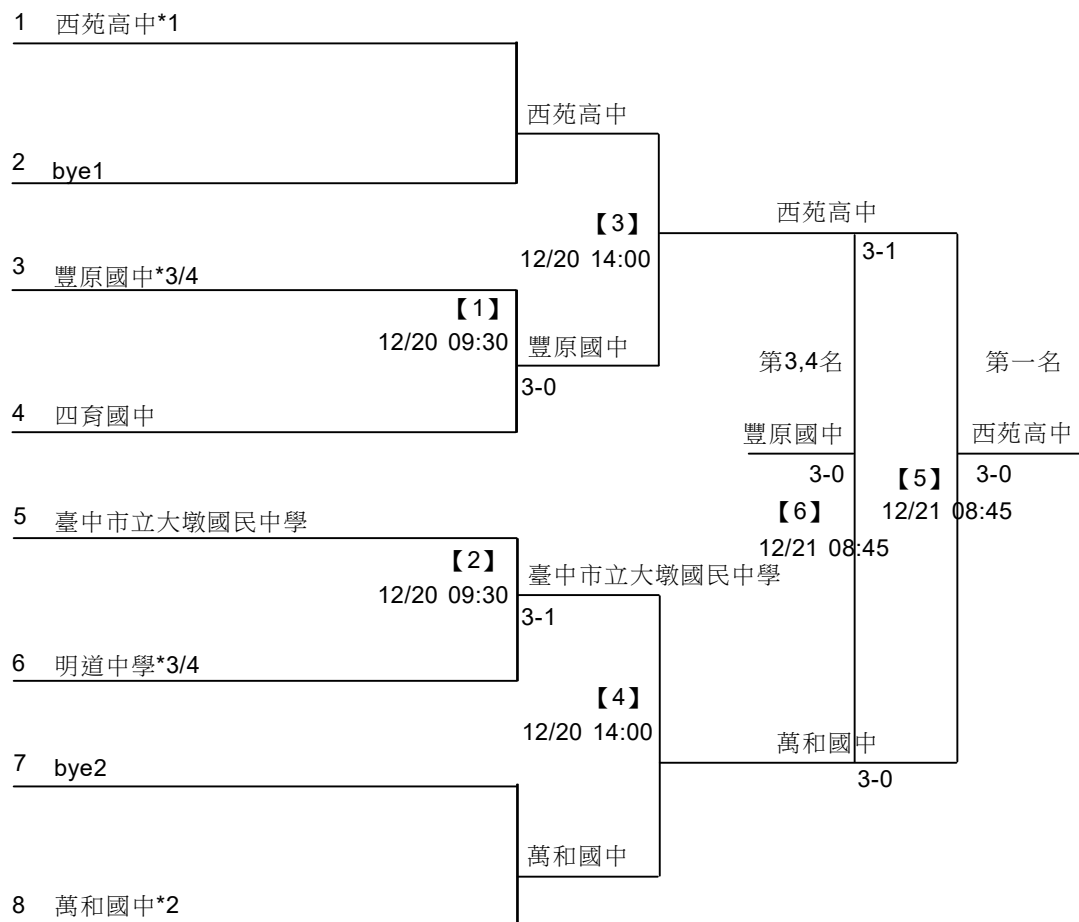 1 西苑高中*1
西苑高中
2 bye1
西苑高中
【3】
3-1
12/20 14:00
3 豐原國中*3/4
【1】
12/20 09:30
豐原國中
第3,4名
第一名
3-0
4 四育國中
豐原國中
西苑高中
3-0
【5】
3-0
5 臺中市立大墩國民中學
【6】
12/21 08:45
12/21 08:45
【2】
臺中市立大墩國民中學
12/20 09:30
3-1
6 明道中學*3/4
【4】
12/20 14:00
萬和國中
7 bye2
3-0
萬和國中
8 萬和國中*2